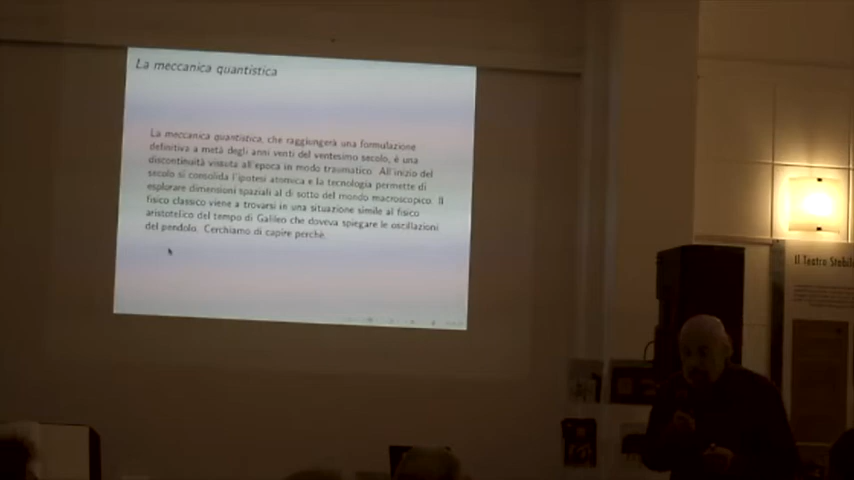 La meccanica quantistica
La meccanica quantistica, che raggiungerà una formulazione
definitiva a metà degli anni venti del ventesimo secolo, è una
discontinuità vissuta all'epoca in modo traumatico. All'inizio del
secolo si consolida l'ipotesi atomica e la tecnologia permette di
esplorare dimensioni spaziali al di sotto del mondo macroscopico. Il
fisico classico viene a trovarsi in una situazione simile al fisico
aristotelico del tempo di Galileo che doveva spiegare le oscillazioni
del pendolo. Cerchiamo di capire perchè.
Il Teatro Stabil